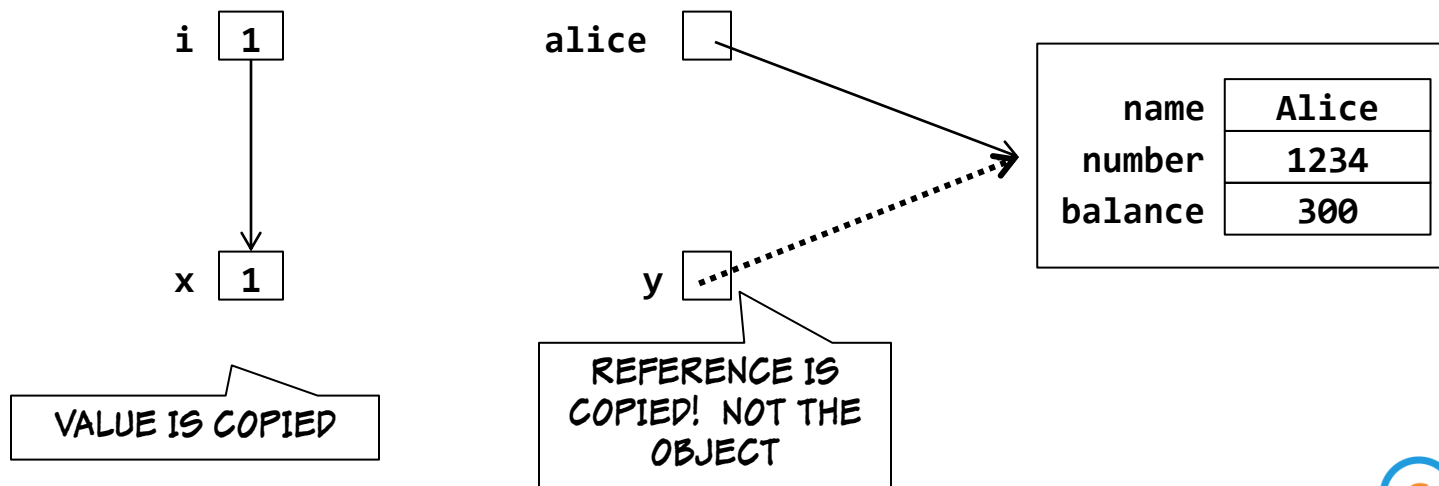 i 1
alice
name Alice
number 1234
balance 300
x 1
y
VALUE IS COPIED
REFERENCE IS
COPIED! NOT THE
OBJECT